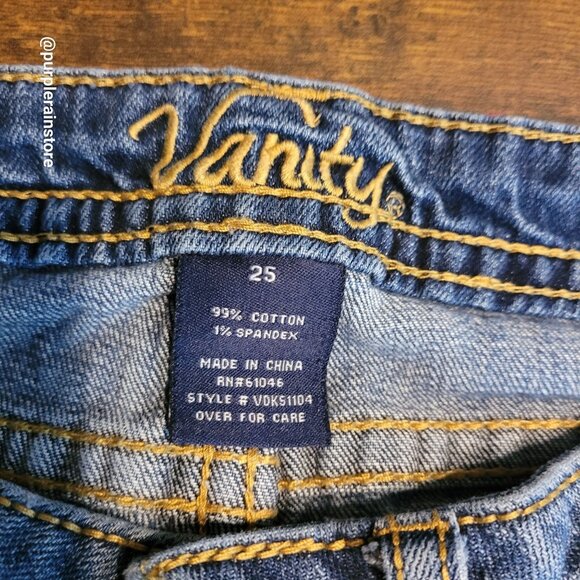 @purplerainstore
Vanity®
25
99% COTTON
1% SPANDEX
MADE IN CHINA
RN#61046
STYLE # VDK51104
OVER FOR CARE